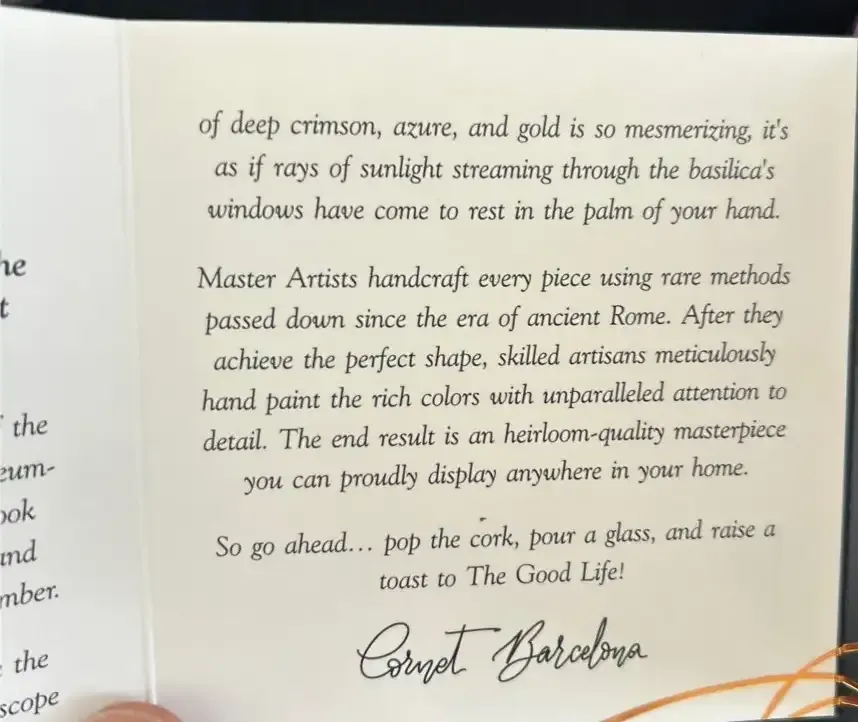 he
t
the
eum-
ook
and
mber.
the
scope
of deep crimson, azure, and gold is so mesmerizing, it's
as if rays of sunlight streaming through the basilica's
windows have come to rest in the palm of your hand.
Master Artists handcraft every piece using rare methods
passed down since the era of ancient Rome. After they
achieve the perfect shape, skilled artisans meticulously
hand paint the rich colors with unparalleled attention to
detail. The end result is an heirloom-quality masterpiece
you can proudly display anywhere in your home.
So go ahead... pop the cork, pour a glass, and raise a
toast to The Good Life!
Cornet Barcelona